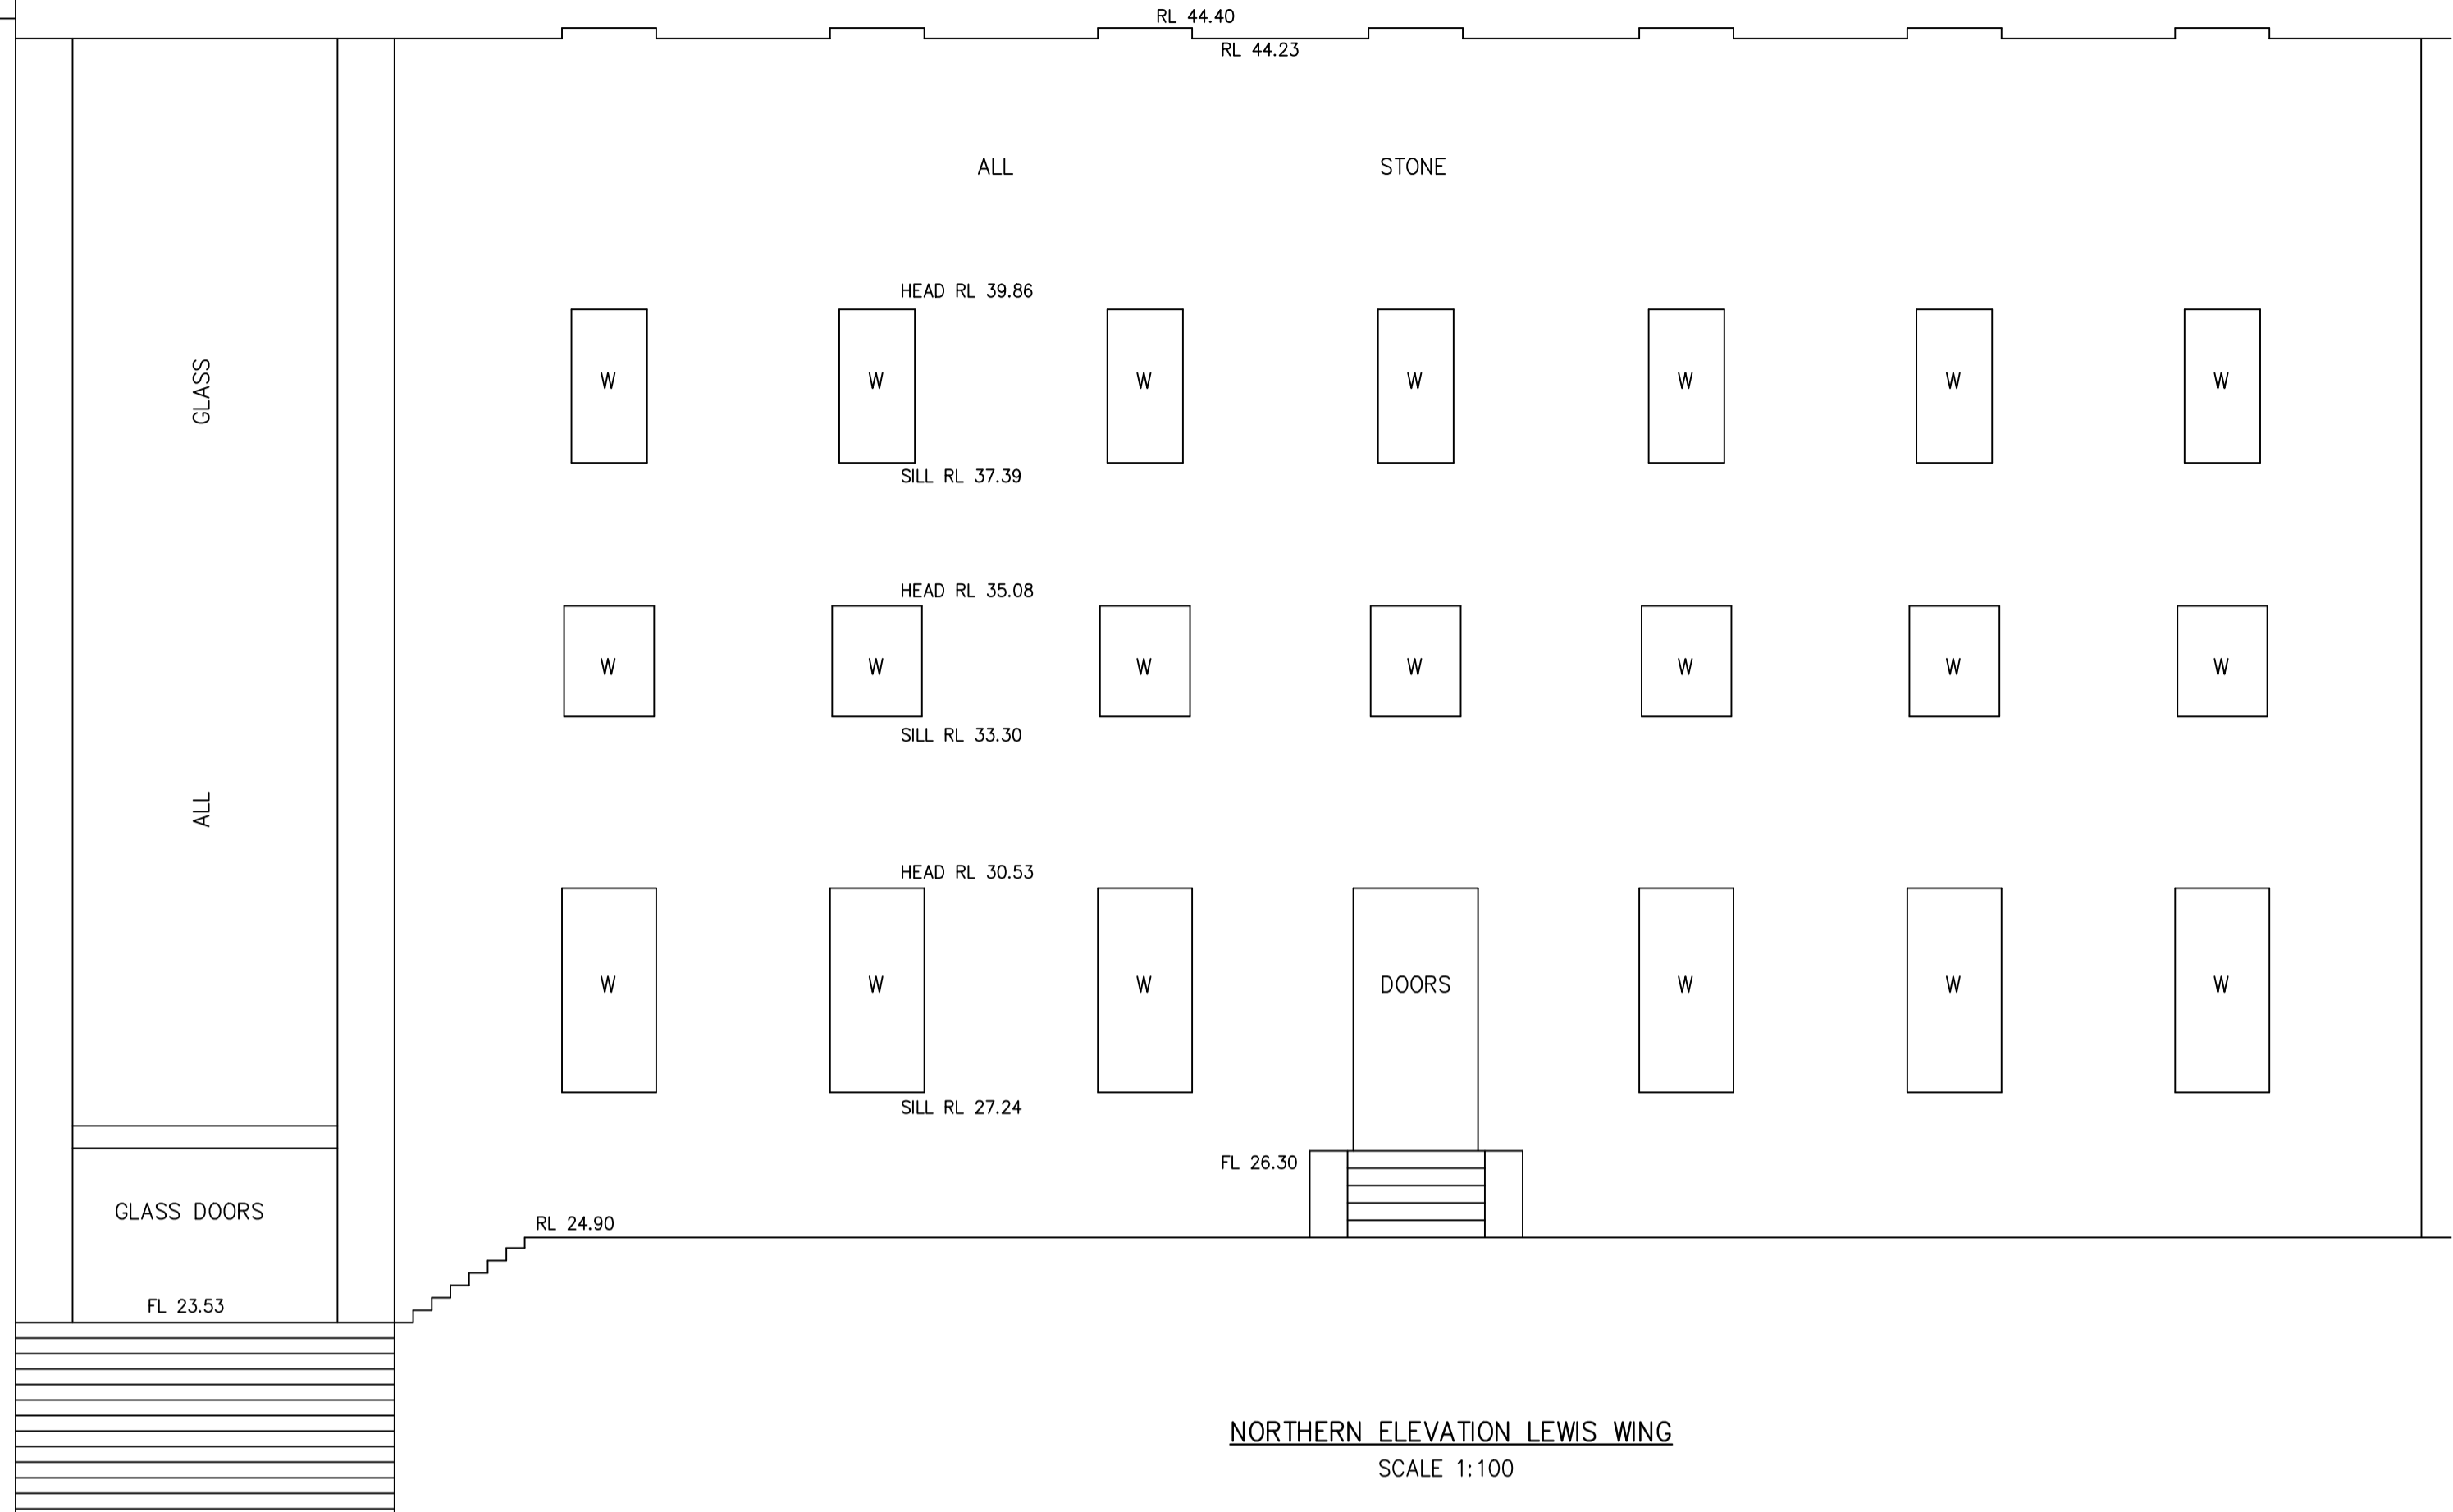 RL 44.40
RL 44.23
ALL STONE
HEAD RL 39.86
GLASS
W W W W W W W
SILL RL 37.39
HEAD RL 35.08
W W W W W W W
SILL RL 33.30
ALL
HEAD RL 30.53
W W W DOORS W W W
SILL RL 27.24
FL 26.30
GLASS DOORS
RL 24.90
FL 23.53
NORTHERN ELEVATION LEWIS WING
SCALE 1:100